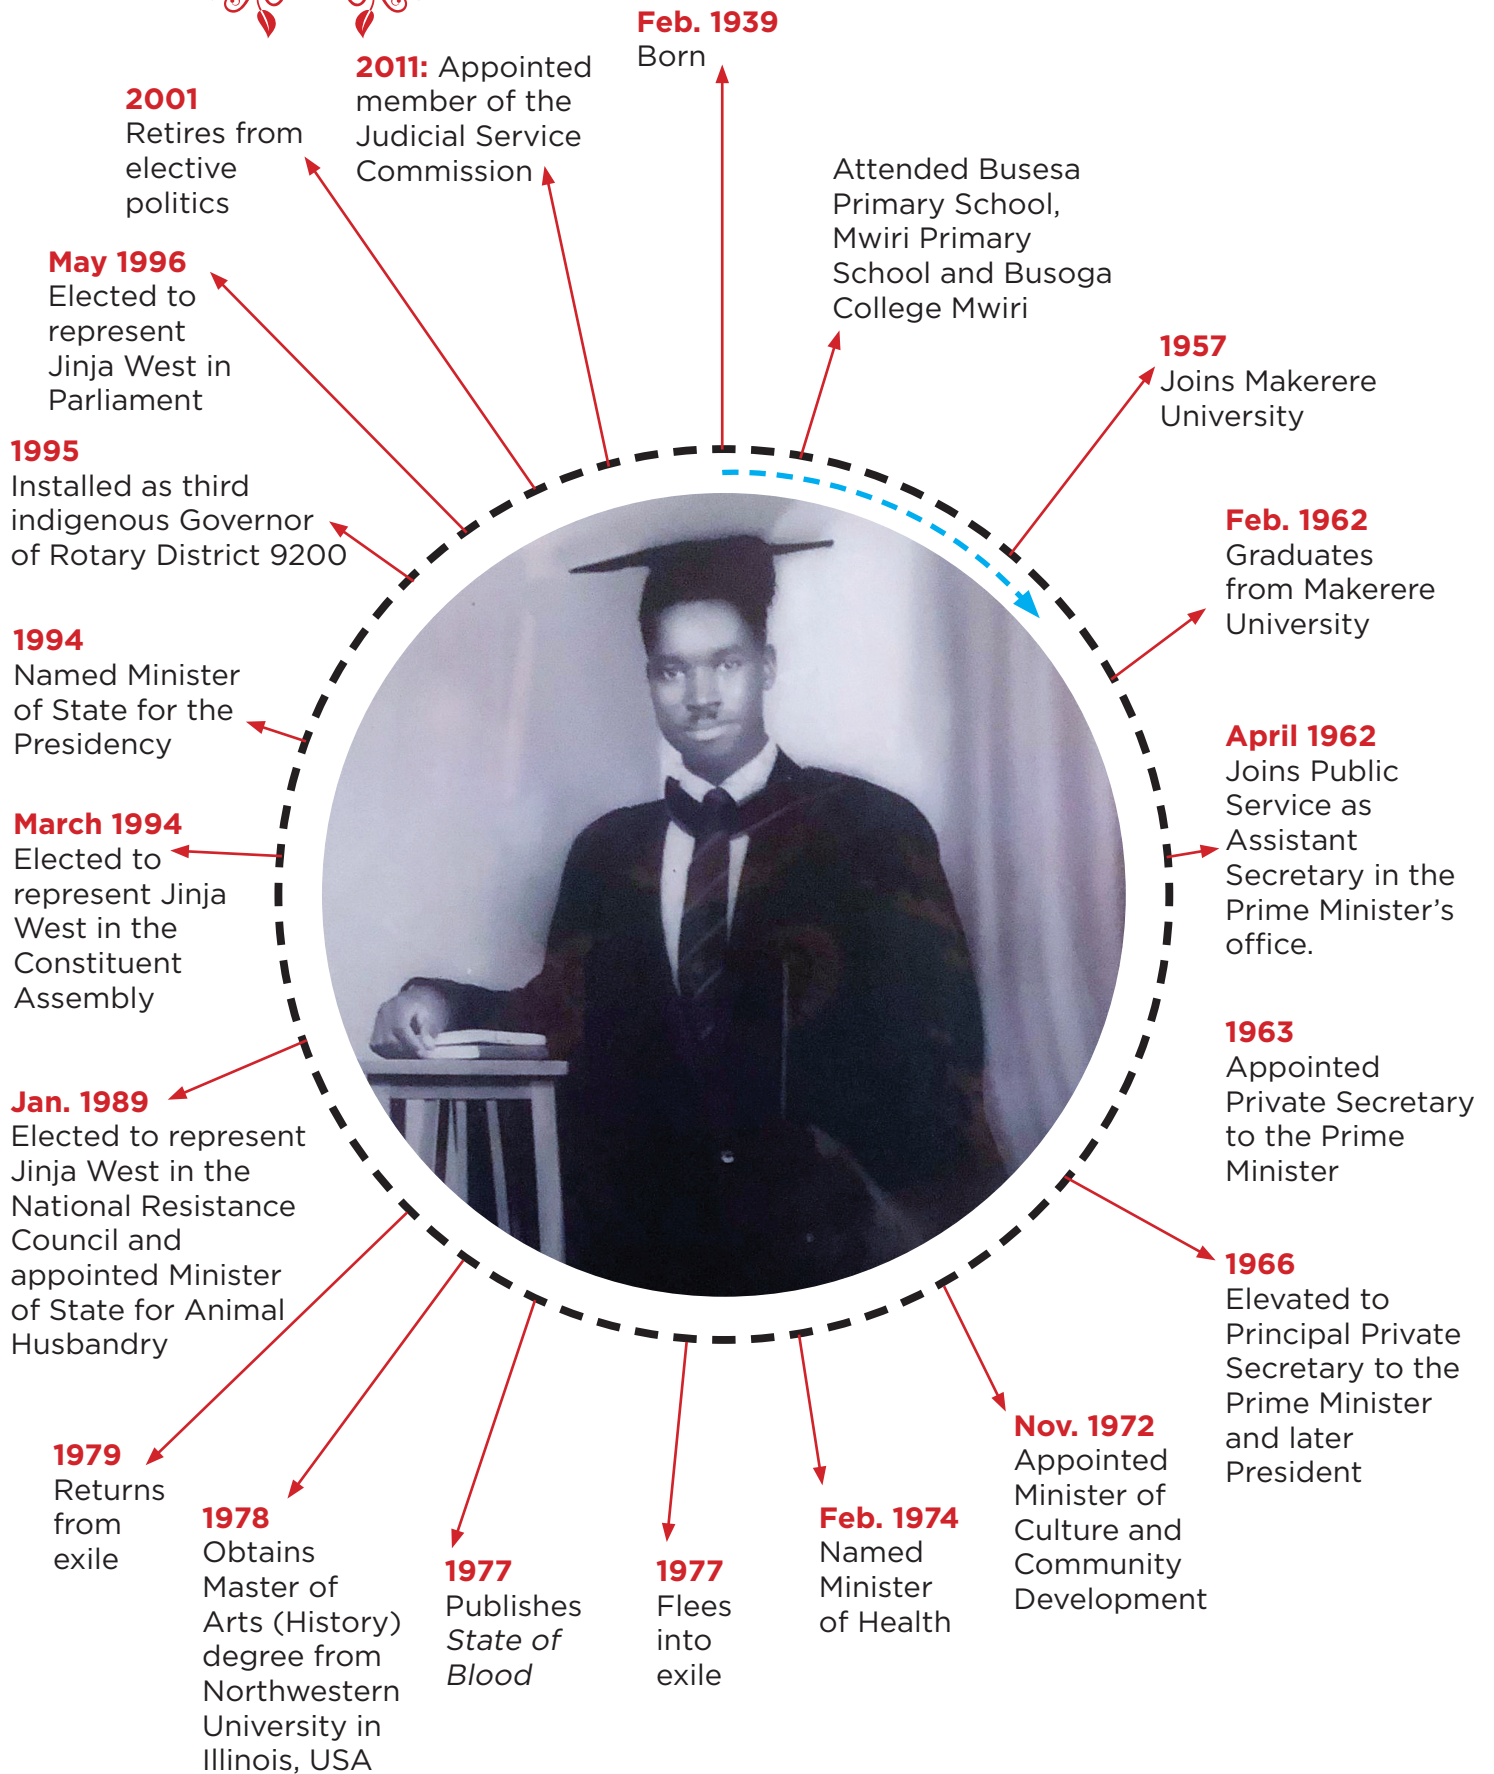 Feb. 1939
Born
Attended Busesa
Primary School,
Mwiri Primary
School and Busoga
College Mwiri
1957
Joins Makerere
University
Feb. 1962
Graduates
from Makerere
University
April 1962
Joins Public
Service as
Assistant
Secretary in the
Prime Minister’s
office.
1963
Appointed
Private Secretary
to the Prime
Minister
1966
Elevated to
Principal Private
Secretary to the
Prime Minister
and later
President
Nov. 1972
Appointed
Minister of
Culture and
Community
Development
Feb. 1974
Named
Minister
of Health
1977
Flees
into
exile
1977
Publishes
State of
Blood
1978
Obtains
Master of
Arts (History)
degree from
Northwestern
University in
Illinois, USA
1979
Returns
from
exile
Jan. 1989
Elected to represent
Jinja West in the
National Resistance
Council and
appointed Minister
of State for Animal
Husbandry
March 1994
Elected to
represent Jinja
West in the
Constituent
Assembly
1994
Named Minister
of State for the
Presidency
1995
Installed as third
indigenous Governor
of Rotary District 9200
May 1996
Elected to
represent
Jinja West in
Parliament
2001
Retires from
elective
politics
2011: Appointed
member of the
Judicial Service
Commission